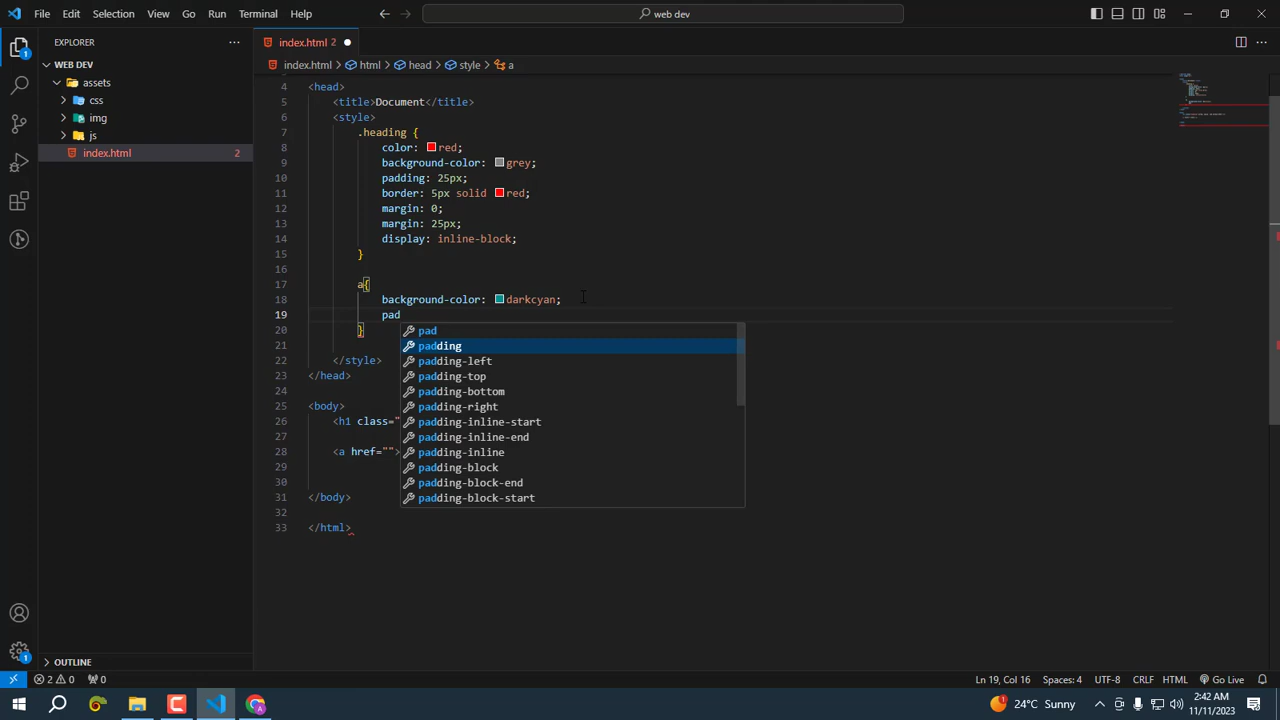 File Edit Selection View Go Run Terminal Help
web dev
EXPLORER
WEB DEV
assets
css
img
js
index.html 2
index.html 2
index.html > html > head > style > a
4 <head>
5 <title>Document</title>
6 <style>
7 .heading {
8 color: red;
9 background-color: grey;
10 padding: 25px;
11 border: 5px solid red;
12 margin: 0;
13 margin: 25px;
14 display: inline-block;
15 }
16
17 a{
18 background-color: darkcyan;
19 pad
20 }
21
22 </style>
23 </head>
24
25 <body>
26 <h1 class="
27
28 <a href="">
29
30
31 </body>
32
33 </html>
pad
padding
padding-left
padding-top
padding-bottom
padding-right
padding-inline-start
padding-inline-end
padding-inline
padding-block
padding-block-end
padding-block-start
1
1
OUTLINE
2 0 0
Ln 19, Col 16 Spaces: 4 UTF-8 CRLF HTML Go Live
24°C Sunny
2:42 AM
11/11/2023